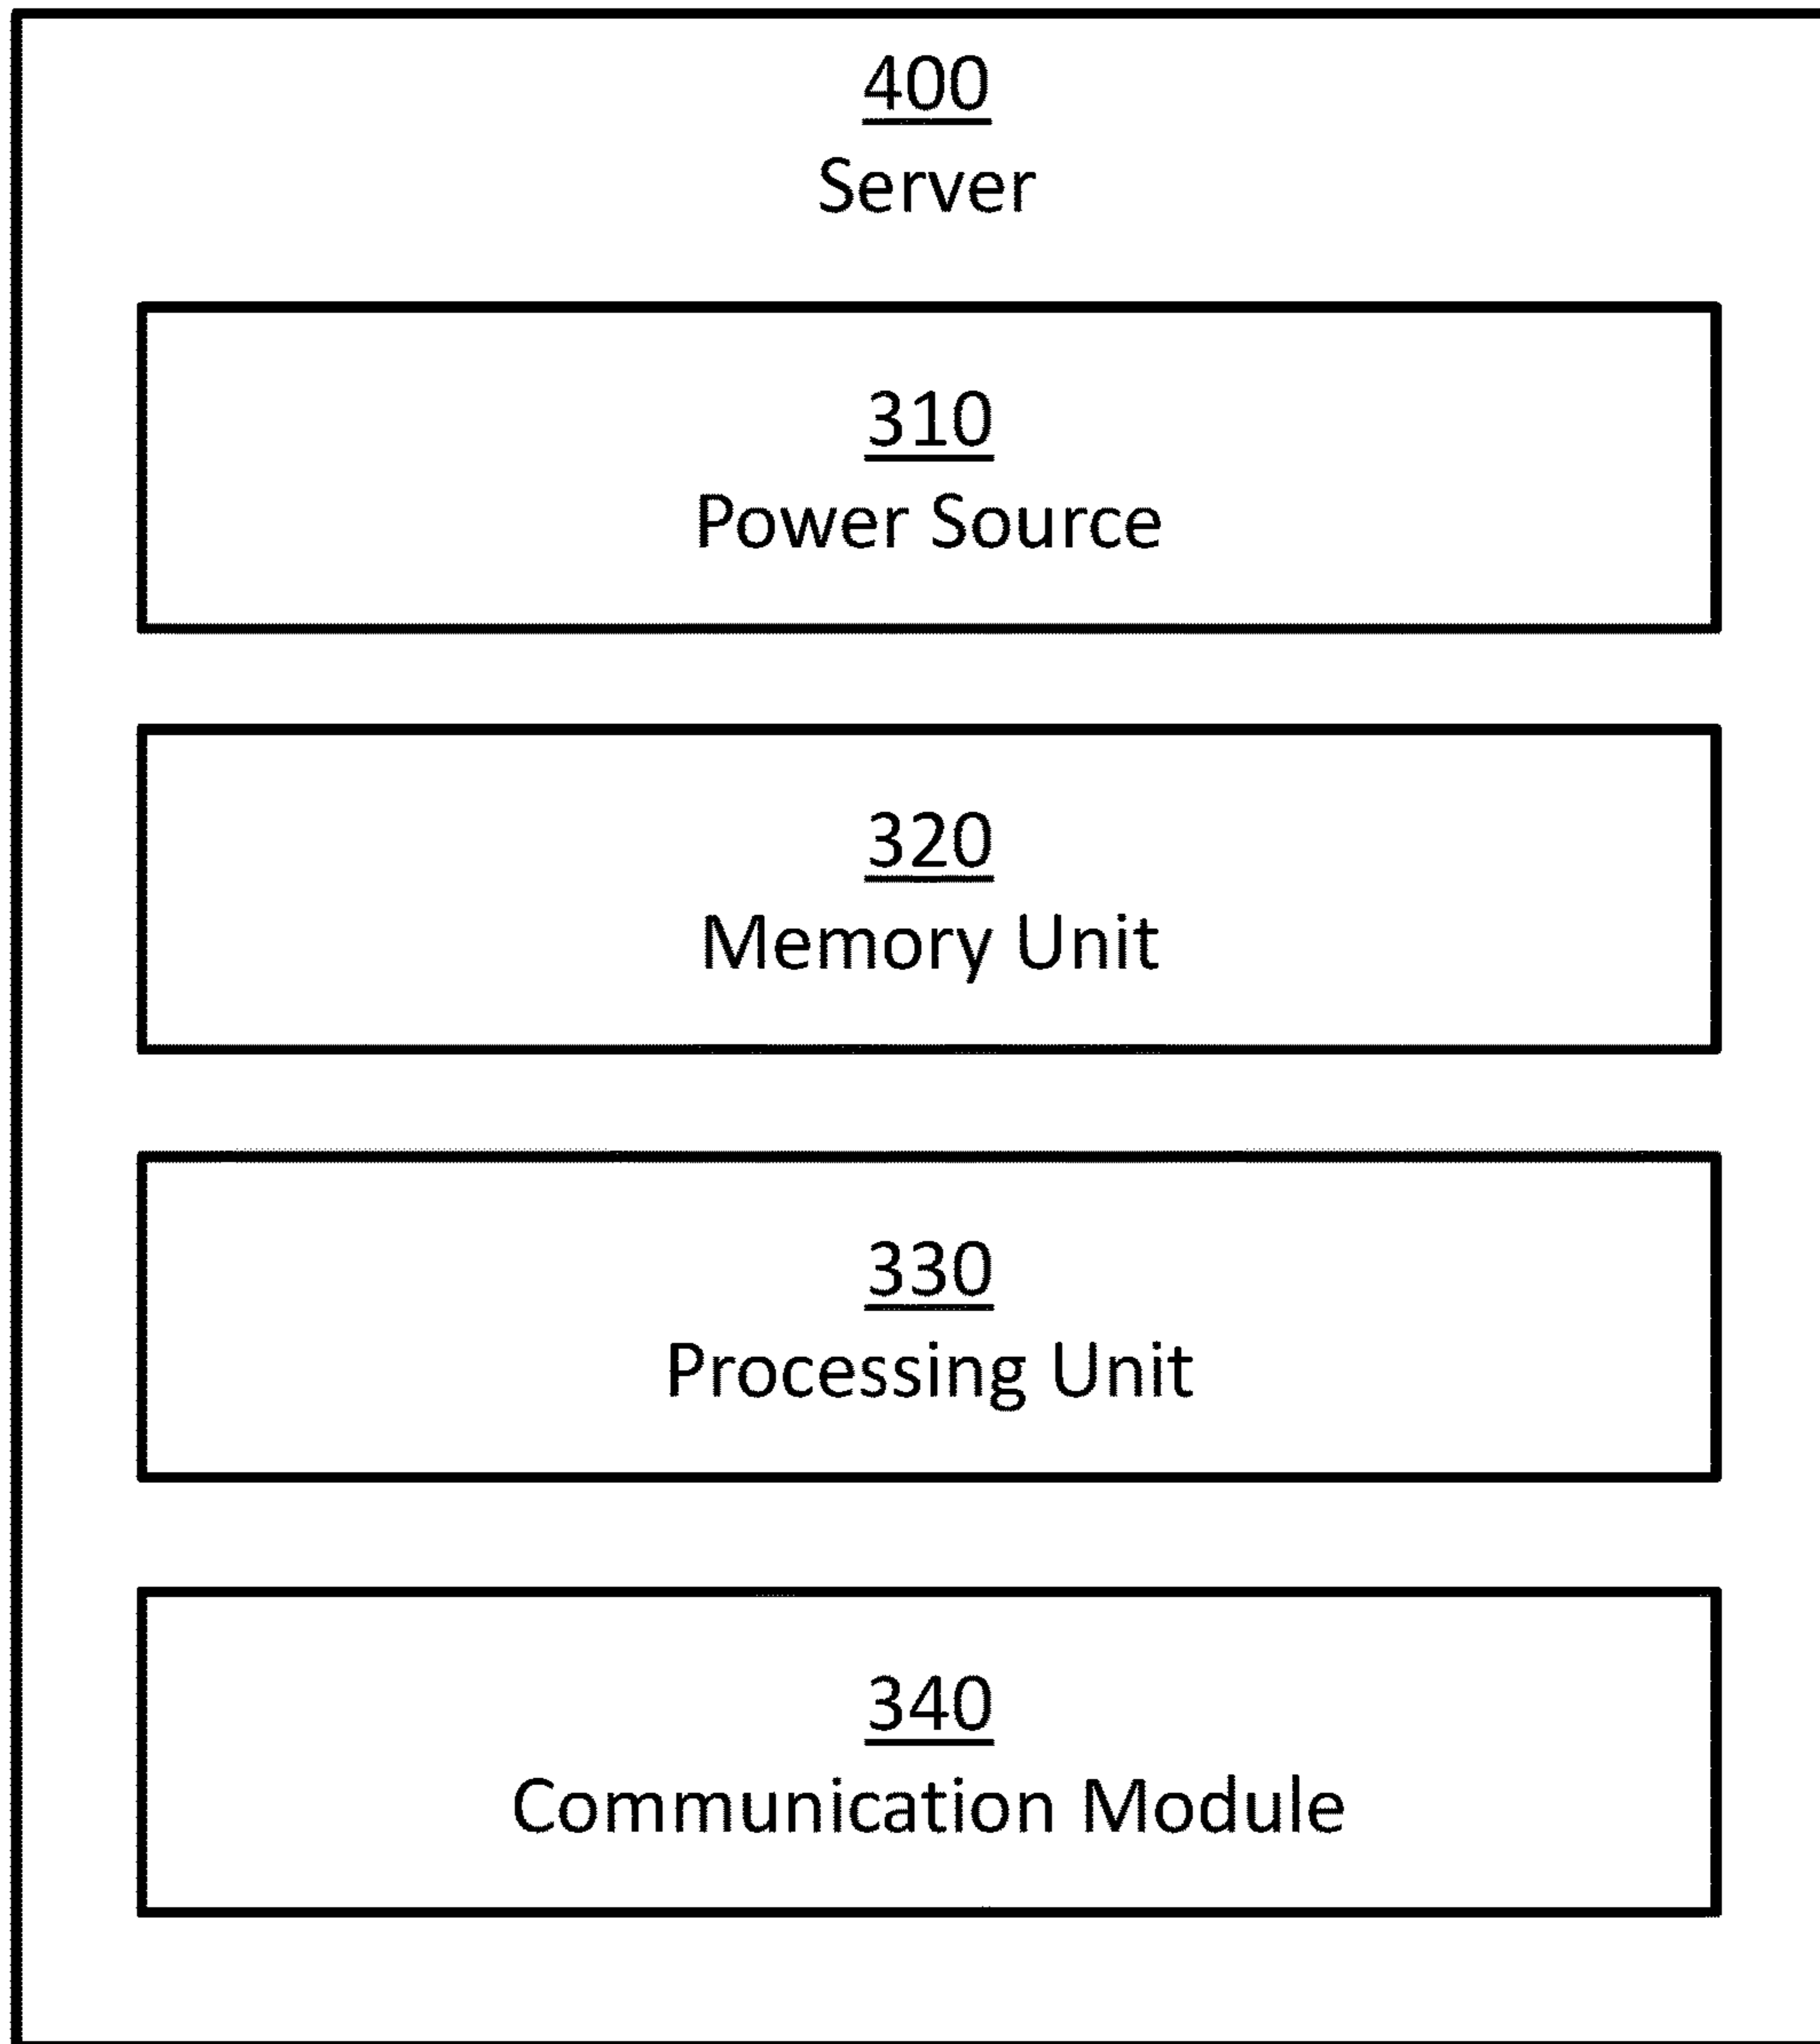 400
Server
310
Power Source
320
Memory Unit
330
Processing Unit
340
Communication Module